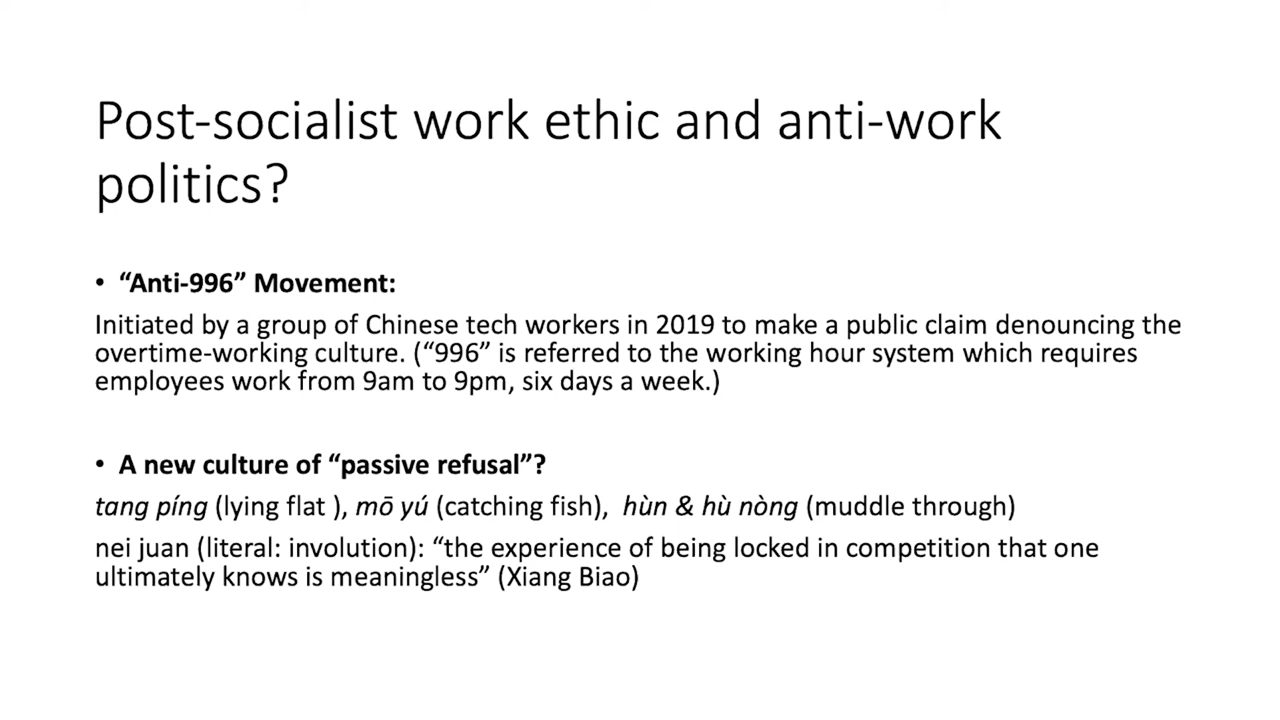 Post-socialist work ethic and anti-work
politics?
• “Anti-996” Movement:
Initiated by a group of Chinese tech workers in 2019 to make a public claim denouncing the
overtime-working culture. (“996” is referred to the working hour system which requires
employees work from 9am to 9pm, six days a week.)
• A new culture of “passive refusal”?
tang píng (lying flat ), mō yú (catching fish), hùn & hù nòng (muddle through)
nei juan (literal: involution): “the experience of being locked in competition that one
ultimately knows is meaningless” (Xiang Biao)